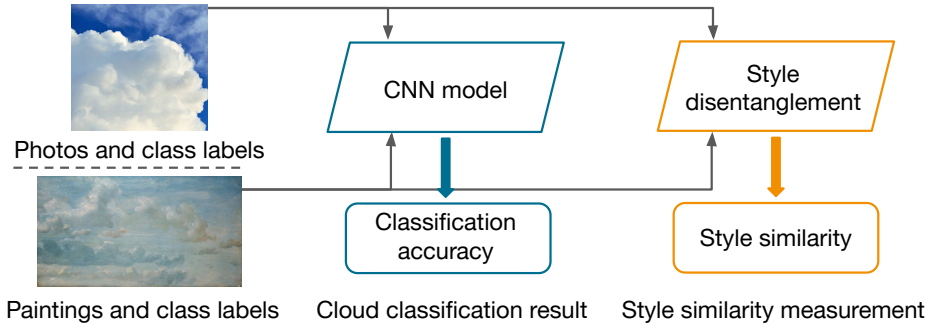 CNN model
Style
disentanglement
Photos and class labels
Classification
accuracy
Style similarity
Paintings and class labels
Cloud classification result
Style similarity measurement